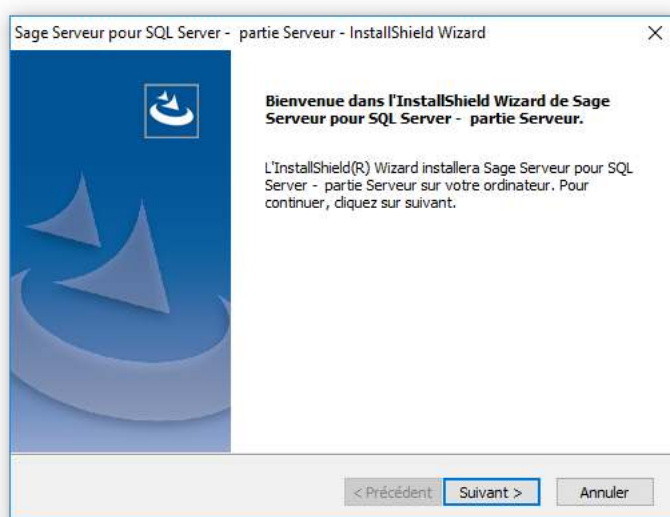 Sage Serveur pour SQL Server -  partie Serveur - InstallShield Wizard
Bienvenue dans l'InstallShield Wizard de Sage
Serveur pour SQL Server -  partie Serveur.
L'InstallShield(R) Wizard installera Sage Serveur pour SQL
Server -  partie Serveur sur votre ordinateur. Pour
continuer, cliquez sur suivant.
< Précédent
Suivant >
Annuler